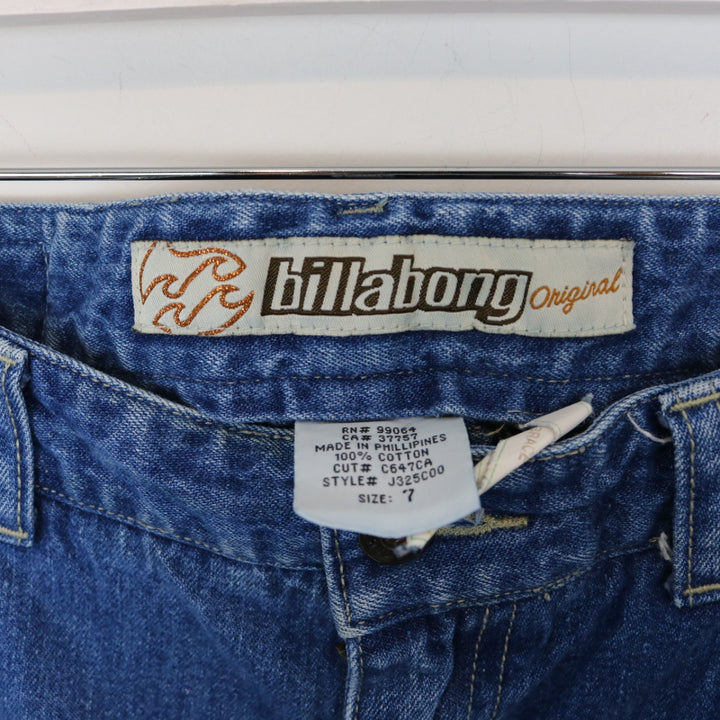 billabong Original
RN# 99064
CA# 37757
MADE IN PHILLIPINES
100% COTTON
CUT# C647CA
STYLE# J325C00
SIZE: 7